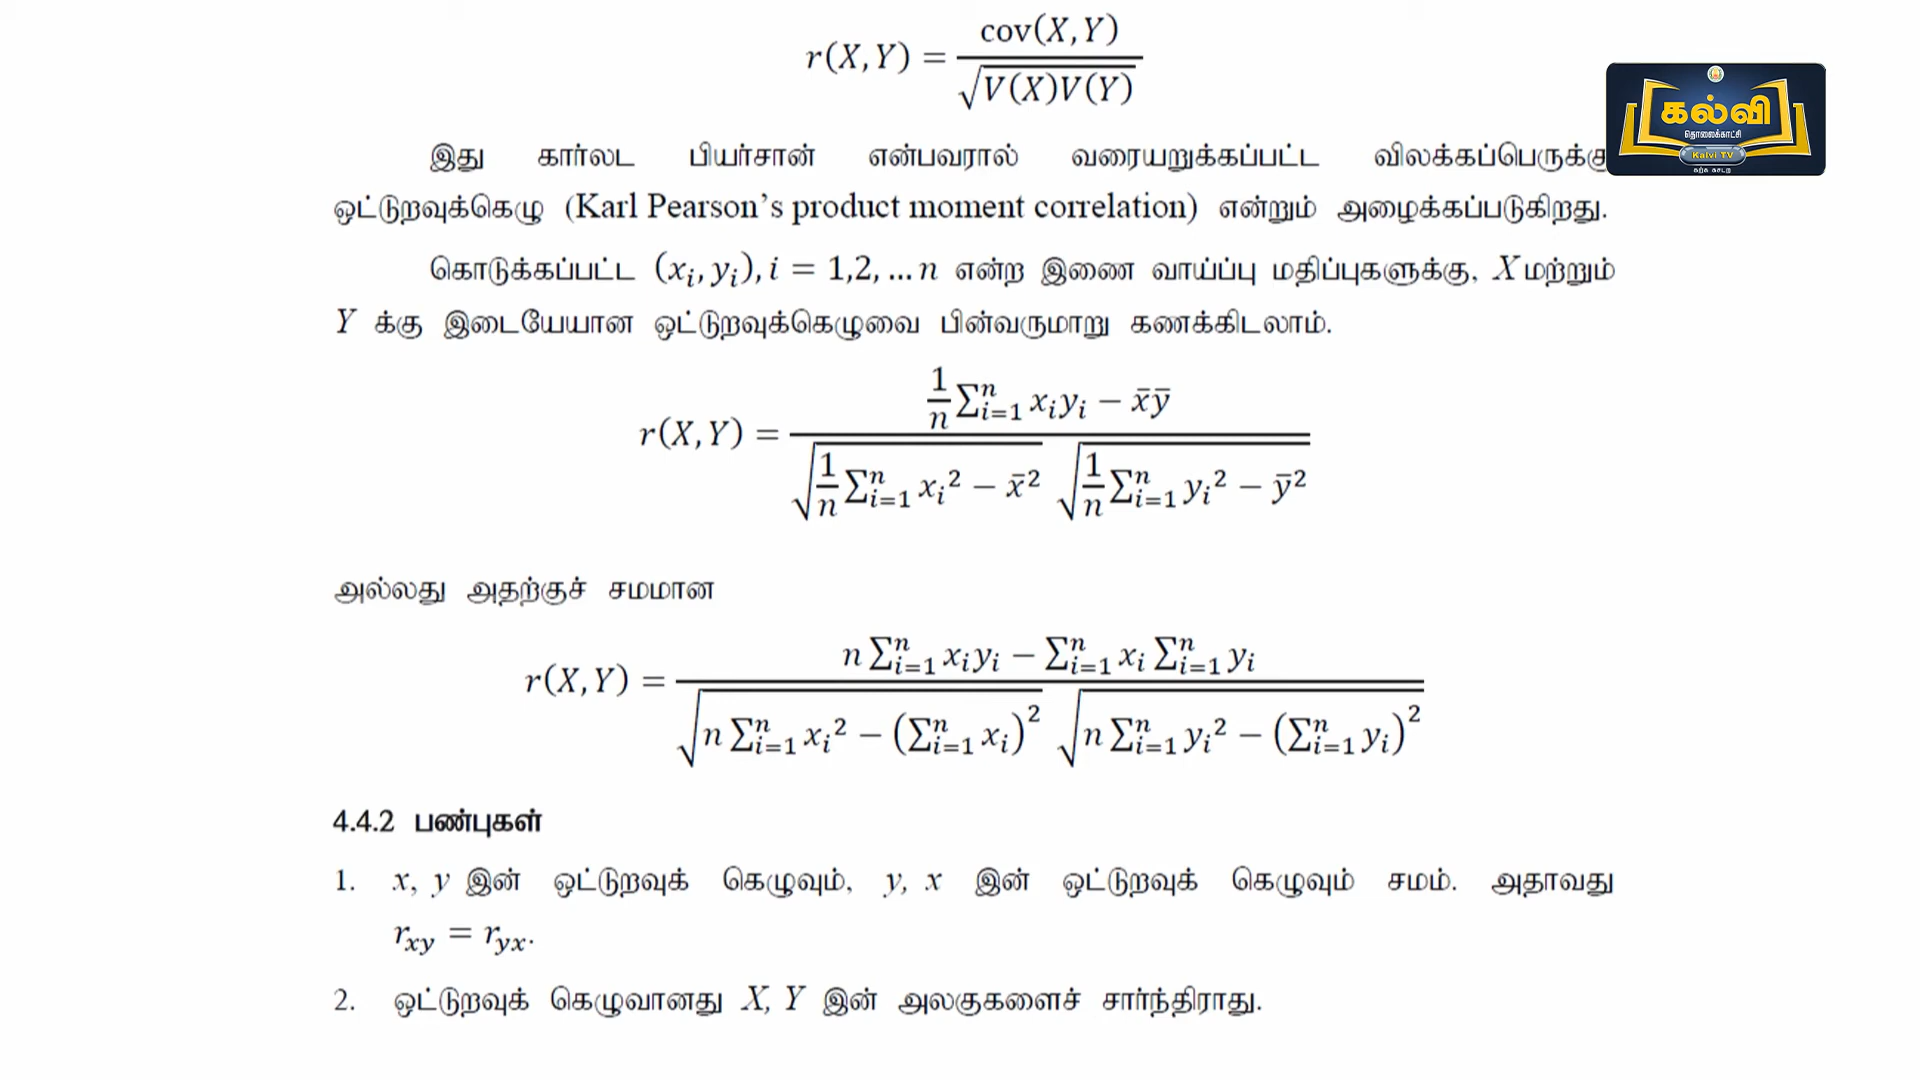 r(X,Y) = cov(X,Y) / √V(X)V(Y)
கல்வி
தொலைக்காட்சி
Kalvi TV
கற்க கசடற
இது கார்லட பியர்சான் என்பவரால் வரையறுக்கப்பட்ட விலக்கப்பெருக்கு
ஒட்டுறவுக்கெழு (Karl Pearson’s product moment correlation) என்றும் அழைக்கப்படுகிறது.
கொடுக்கப்பட்ட (xᵢ, yᵢ), i = 1,2, … n என்ற இணை வாய்ப்பு மதிப்புகளுக்கு, X மற்றும்
Y க்கு இடையேயான ஒட்டுறவுக்கெழுவை பின்வருமாறு கணக்கிடலாம்.
r(X,Y) = (1/n ∑ⁿᵢ₌₁ xᵢyᵢ − x̄ȳ) / (√(1/n ∑ⁿᵢ₌₁ xᵢ² − x̄²) √(1/n ∑ⁿᵢ₌₁ yᵢ² − ȳ²))
அல்லது அதற்குச் சமமான
r(X,Y) = (n ∑ⁿᵢ₌₁ xᵢyᵢ − ∑ⁿᵢ₌₁ xᵢ ∑ⁿᵢ₌₁ yᵢ) / (√(n ∑ⁿᵢ₌₁ xᵢ² − (∑ⁿᵢ₌₁ xᵢ)²) √(n ∑ⁿᵢ₌₁ yᵢ² − (∑ⁿᵢ₌₁ yᵢ)²))
4.4.2 பண்புகள்
1. x, y இன் ஒட்டுறவுக் கெழுவும், y, x இன் ஒட்டுறவுக் கெழுவும் சமம். அதாவது
r_xy = r_yx.
2. ஒட்டுறவுக் கெழுவானது X, Y இன் அலகுகளைச் சார்ந்திராது.